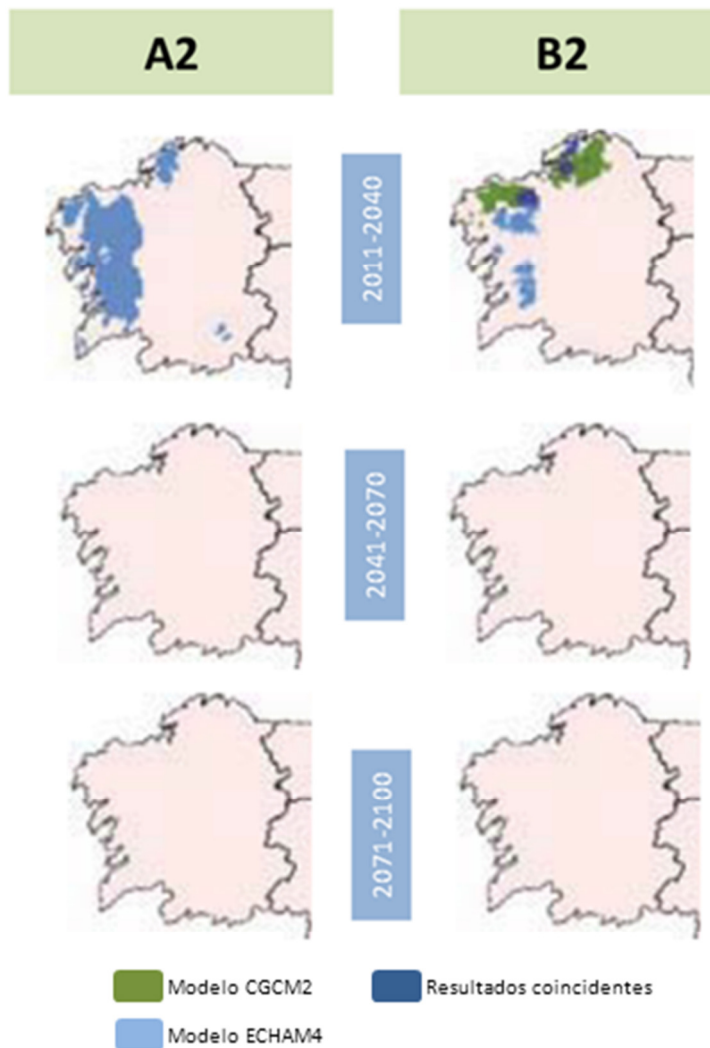 A2
B2
2011-2040
2041-2070
2071-2100
Modelo CGCM2
Resultados coincidentes
Modelo ECHAM4